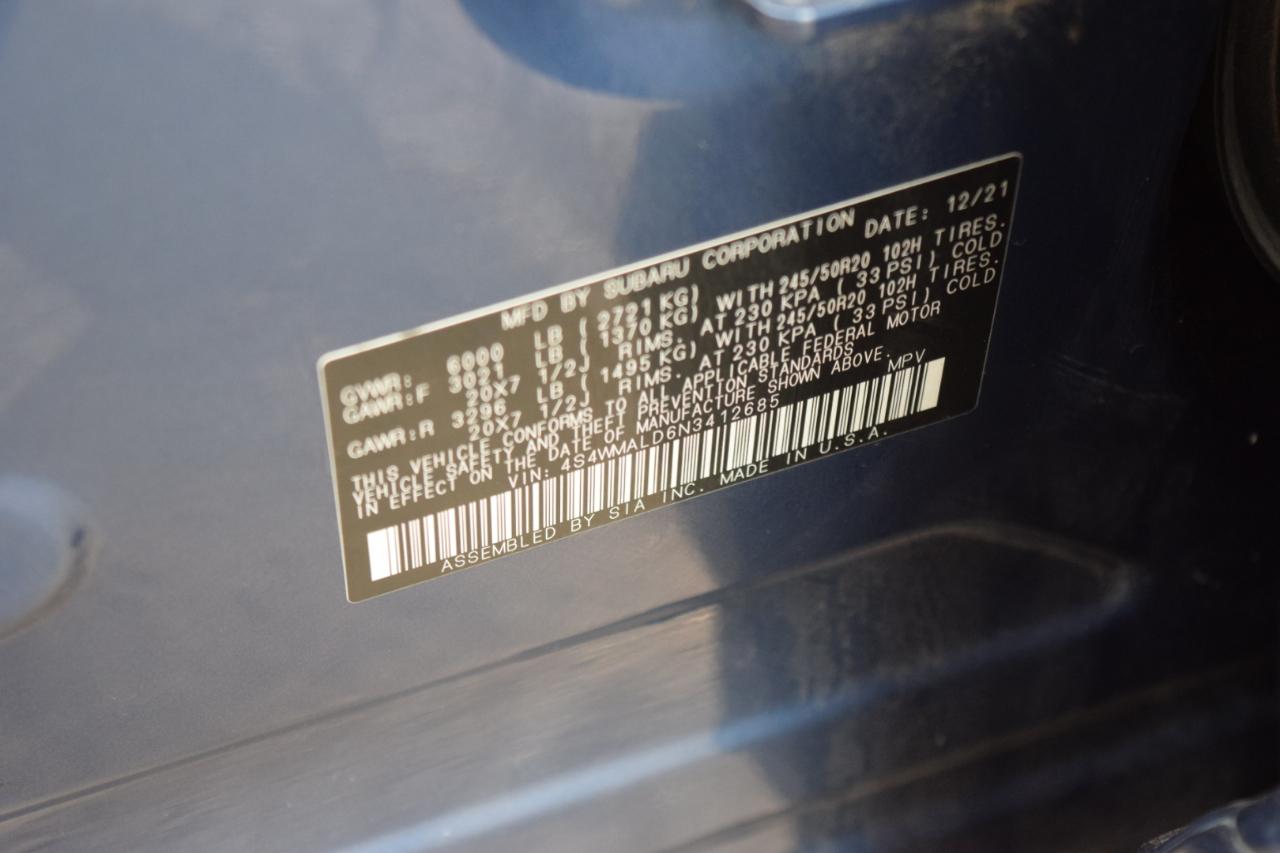 MFD BY SUBARU CORPORATION DATE: 12/21
GVWR: 6000 LB ( 2721 KG)
GAWR:F 3021 LB ( 1370 KG) WITH 245/50R20 102H TIRES.
20X7 1/2J RIMS. AT 230 KPA ( 33 PSI) COLD
GAWR:R 3296 LB ( 1495 KG) WITH 245/50R20 102H TIRES.
20X7 1/2J RIMS. AT 230 KPA ( 33 PSI) COLD
THIS VEHICLE CONFORMS TO ALL APPLICABLE FEDERAL MOTOR
VEHICLE SAFETY AND THEFT PREVENTION STANDARDS
IN EFFECT ON THE DATE OF MANUFACTURE SHOWN ABOVE.
VIN: 4S4WMALD6N3412685 MPV
ASSEMBLED BY SIA INC. MADE IN U.S.A.